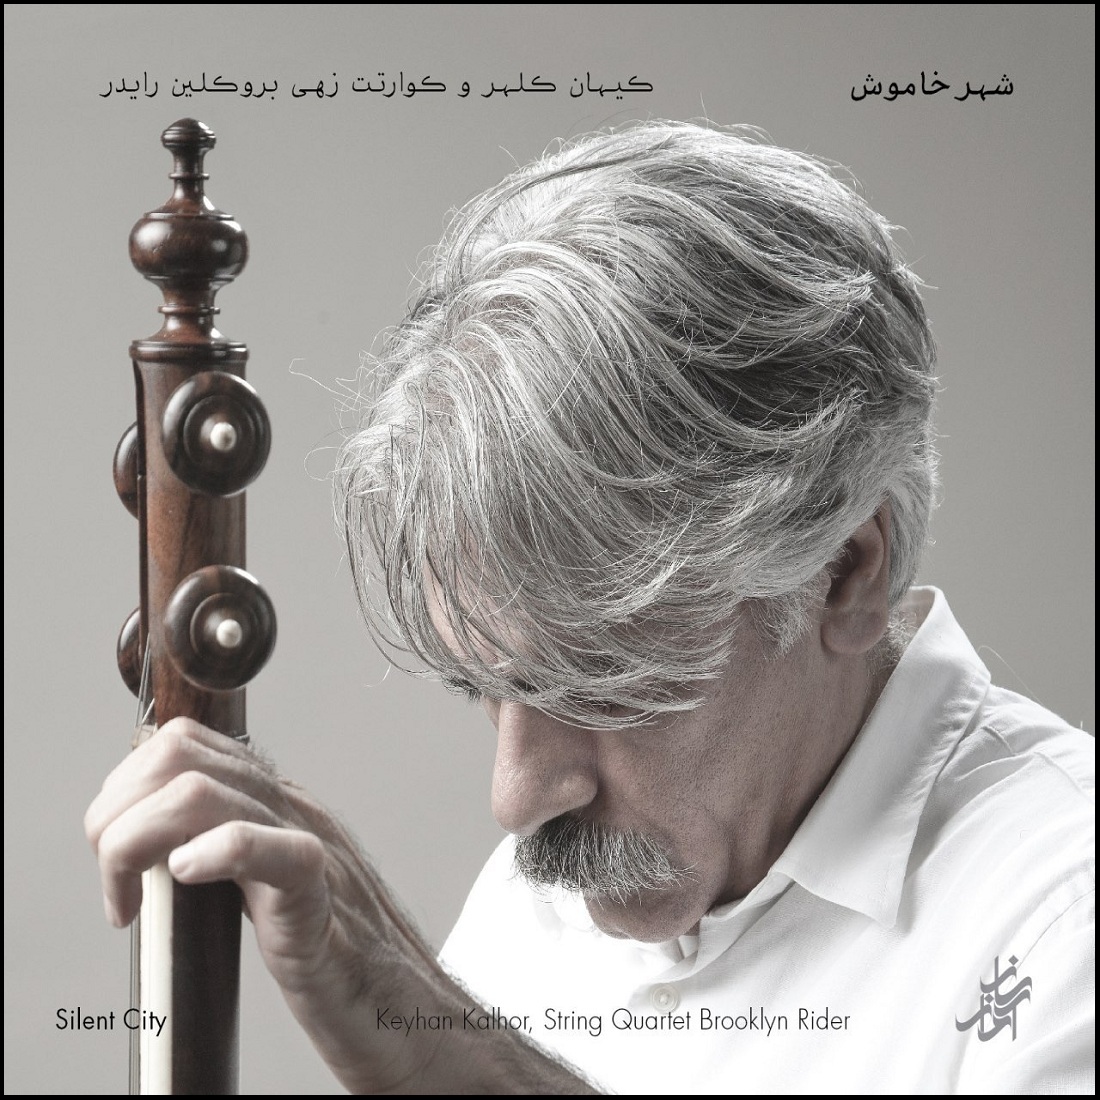 شهر خاموش
کیهان کلهر و کوارتت زهی بروکلین رایدر
Silent City
Keyhan Kalhor, String Quartet Brooklyn Rider